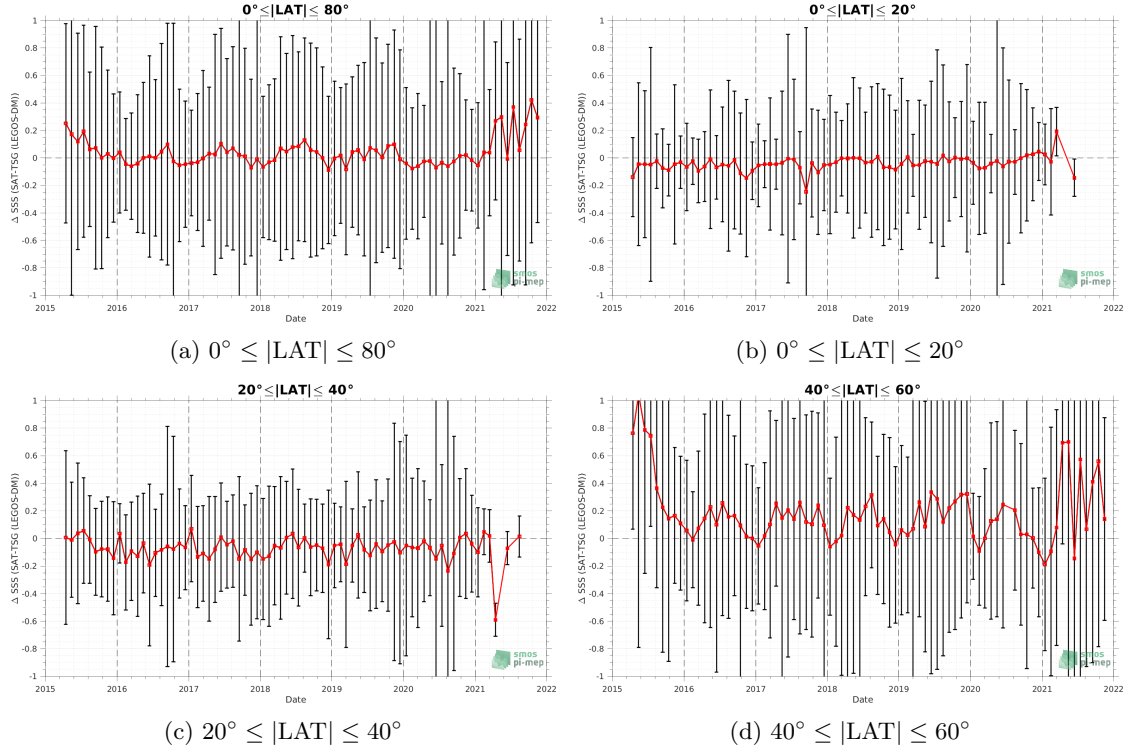 0°≤|LAT|≤ 80°
1
0.8
0.6
0.4
0.2
0
-0.2
-0.4
-0.6
-0.8
-1
Δ SSS (SAT-TSG (LEGOS-DM))
2015 2016 2017 2018 2019 2020 2021 2022
Date
smos
pi-mep
(a) 0° ≤ |LAT| ≤ 80°
0°≤|LAT|≤ 20°
1
0.8
0.6
0.4
0.2
0
-0.2
-0.4
-0.6
-0.8
-1
Δ SSS (SAT-TSG (LEGOS-DM))
2015 2016 2017 2018 2019 2020 2021 2022
Date
smos
pi-mep
(b) 0° ≤ |LAT| ≤ 20°
20°≤|LAT|≤ 40°
1
0.8
0.6
0.4
0.2
0
-0.2
-0.4
-0.6
-0.8
-1
Δ SSS (SAT-TSG (LEGOS-DM))
2015 2016 2017 2018 2019 2020 2021 2022
Date
smos
pi-mep
(c) 20° ≤ |LAT| ≤ 40°
40°≤|LAT|≤ 60°
1
0.8
0.6
0.4
0.2
0
-0.2
-0.4
-0.6
-0.8
-1
Δ SSS (SAT-TSG (LEGOS-DM))
2015 2016 2017 2018 2019 2020 2021 2022
Date
smos
pi-mep
(d) 40° ≤ |LAT| ≤ 60°